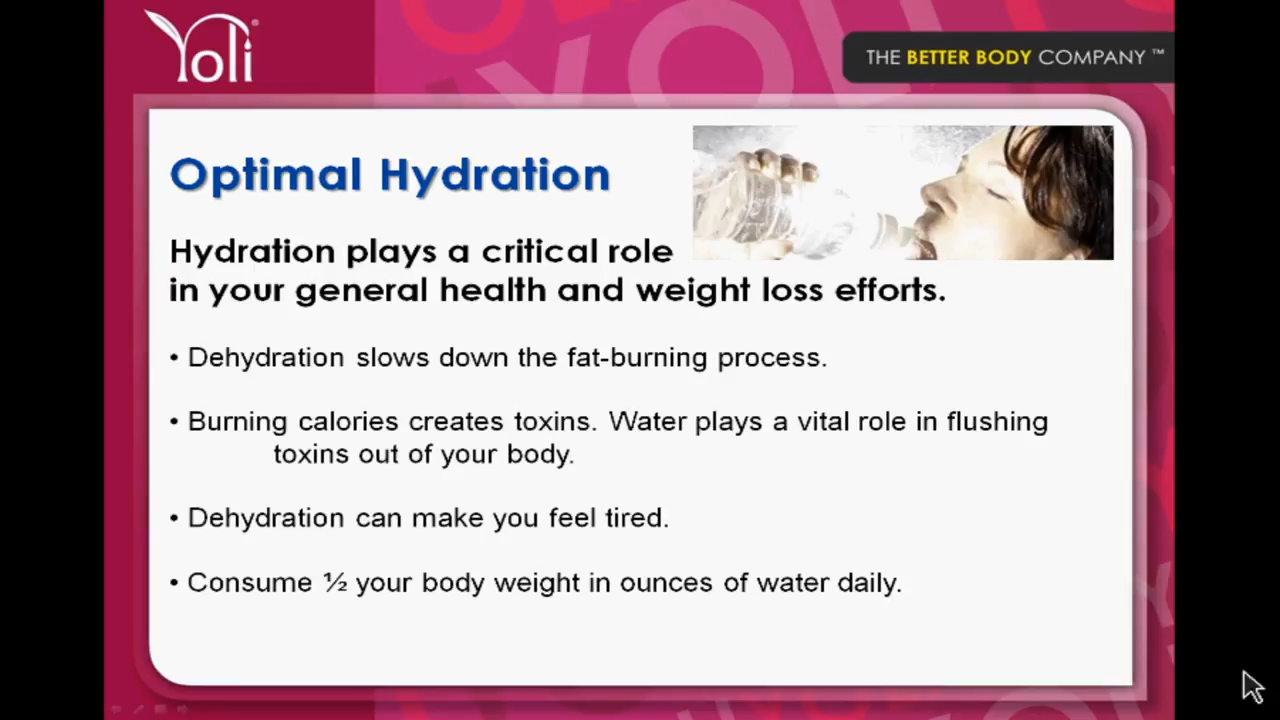 Yoli®
THE BETTER BODY COMPANY™
Optimal Hydration
Hydration plays a critical role
in your general health and weight loss efforts.
• Dehydration slows down the fat-burning process.
• Burning calories creates toxins. Water plays a vital role in flushing
toxins out of your body.
• Dehydration can make you feel tired.
• Consume ½ your body weight in ounces of water daily.